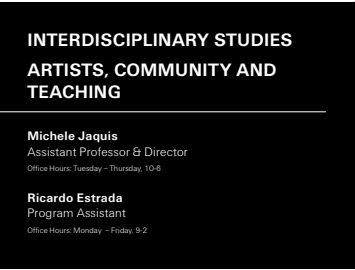 INTERDISCIPLINARY STUDIES
ARTISTS, COMMUNITY AND
TEACHING
Michele Jaquis
Assistant Professor & Director
Office Hours: Tuesday – Thursday, 10-6
Ricardo Estrada
Program Assistant
Office Hours: Monday – Friday, 9-2